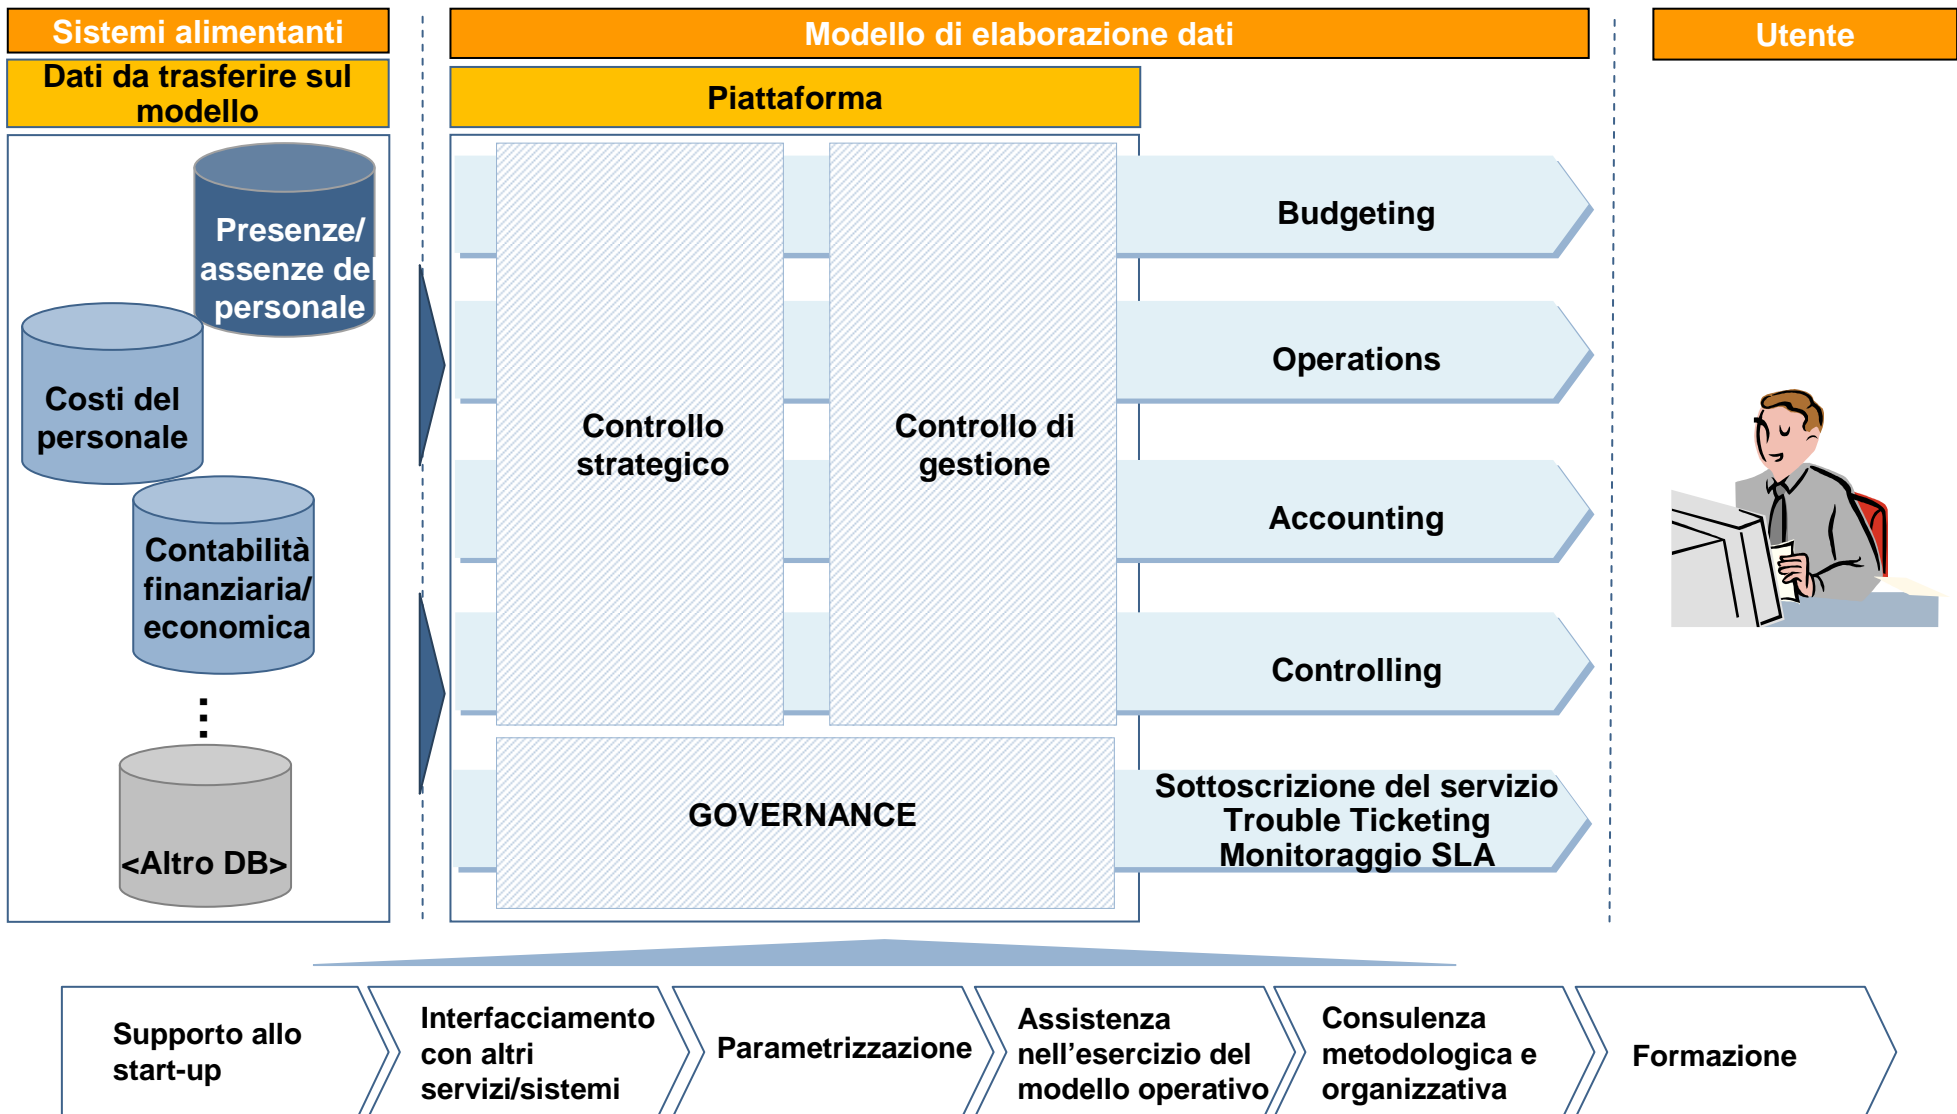 Sistemi alimentanti
Modello di elaborazione dati
Utente
Dati da trasferire sul
modello
Piattaforma
Presenze/
assenze del
personale
Costi del
personale
Contabilità
finanziaria/
economica
...
<Altro DB>
Controllo
strategico
Controllo di
gestione
GOVERNANCE
Budgeting
Operations
Accounting
Controlling
Sottoscrizione del servizio
Trouble Ticketing
Monitoraggio SLA
Supporto allo
start-up
Interfacciamento
con altri
servizi/sistemi
Parametrizzazione
Assistenza
nell’esercizio del
modello operativo
Consulenza
metodologica e
organizzativa
Formazione